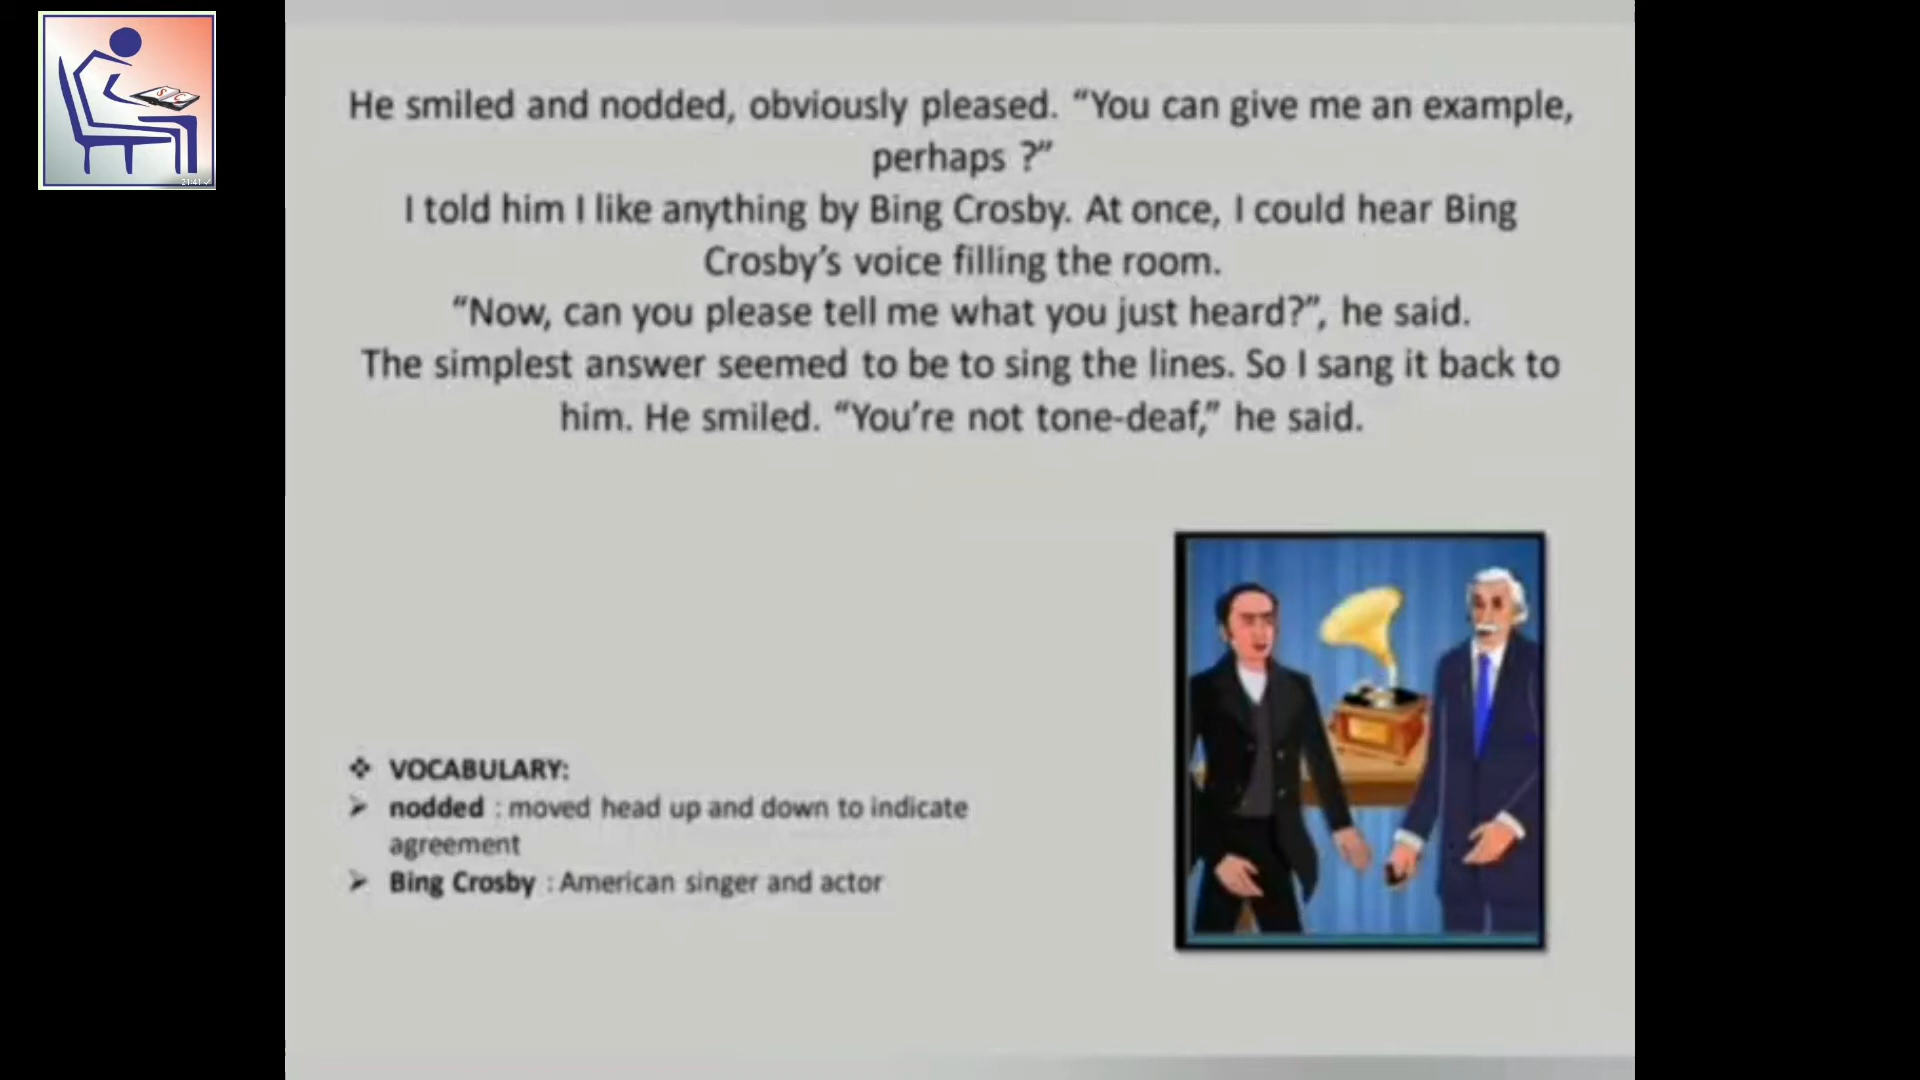 He smiled and nodded, obviously pleased. “You can give me an example,
perhaps ?”
I told him I like anything by Bing Crosby. At once, I could hear Bing
Crosby’s voice filling the room.
“Now, can you please tell me what you just heard?”, he said.
The simplest answer seemed to be to sing the lines. So I sang it back to
him. He smiled. “You’re not tone-deaf,” he said.
❖ VOCABULARY:
➢ nodded : moved head up and down to indicate
agreement
➢ Bing Crosby : American singer and actor